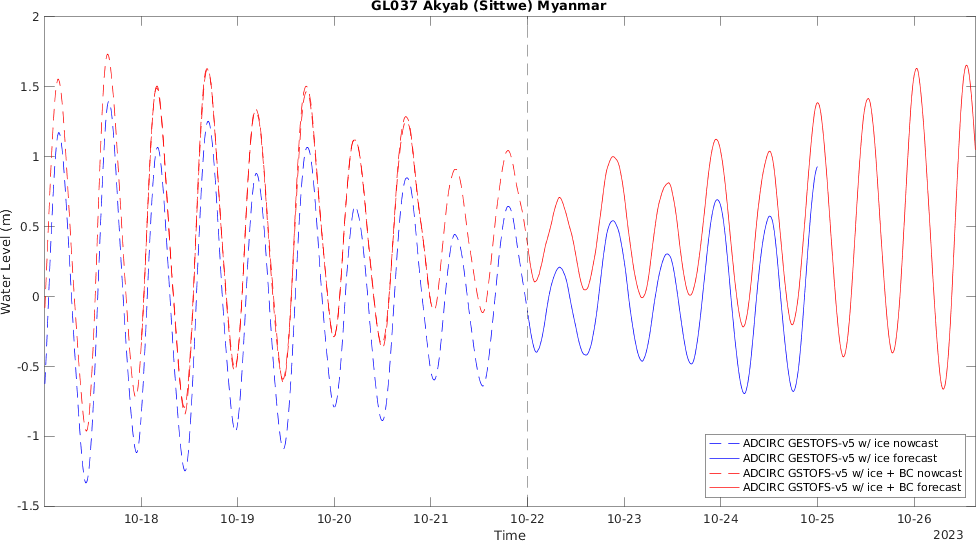 GL037 Akyab (Sittwe) Myanmar
2
1.5
1
0.5
0
-0.5
-1
-1.5
Water Level (m)
10-18 10-19 10-20 10-21 10-22 10-23 10-24 10-25 10-26
Time
2023
ADCIRC GESTOFS-v5 w/ ice nowcast
ADCIRC GESTOFS-v5 w/ ice forecast
ADCIRC GSTOFS-v5 w/ ice + BC nowcast
ADCIRC GSTOFS-v5 w/ ice + BC forecast